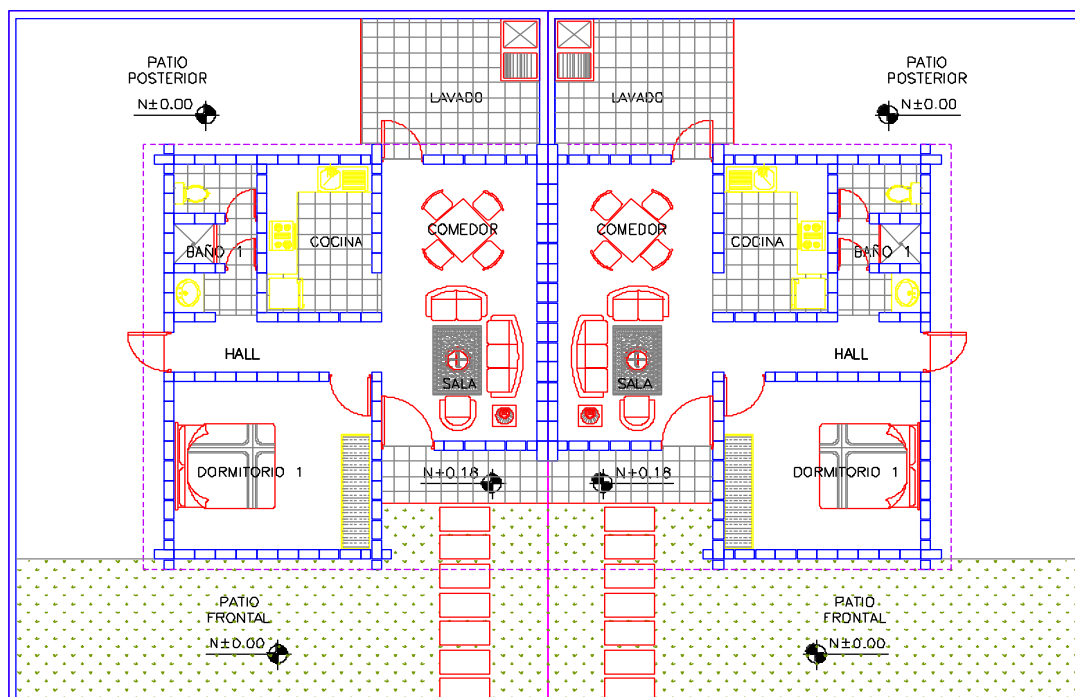 PATIO
POSTERIOR
N±0.00
LAVADO
LAVADO
PATIO
POSTERIOR
N±0.00
BAÑO 1
COCINA
COMEDOR
COMEDOR
COCINA
BAÑO 1
HALL
SALA
SALA
HALL
DORMITORIO 1
N+0.18
N+0.18
DORMITORIO 1
PATIO
FRONTAL
N±0.00
PATIO
FRONTAL
N±0.00